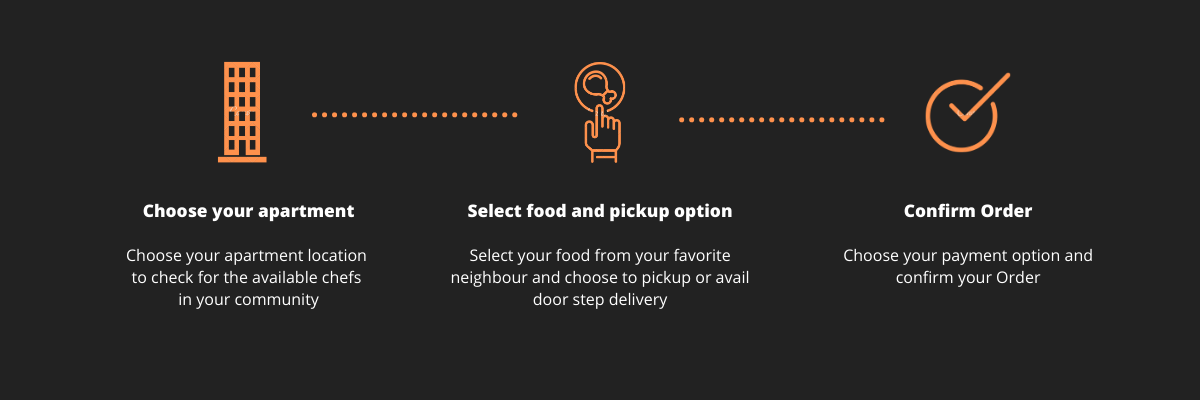 Choose your apartment
Choose your apartment location
to check for the available chefs
in your community
Select food and pickup option
Select your food from your favorite
neighbour and choose to pickup or avail
door step delivery
Confirm Order
Choose your payment option and
confirm your Order